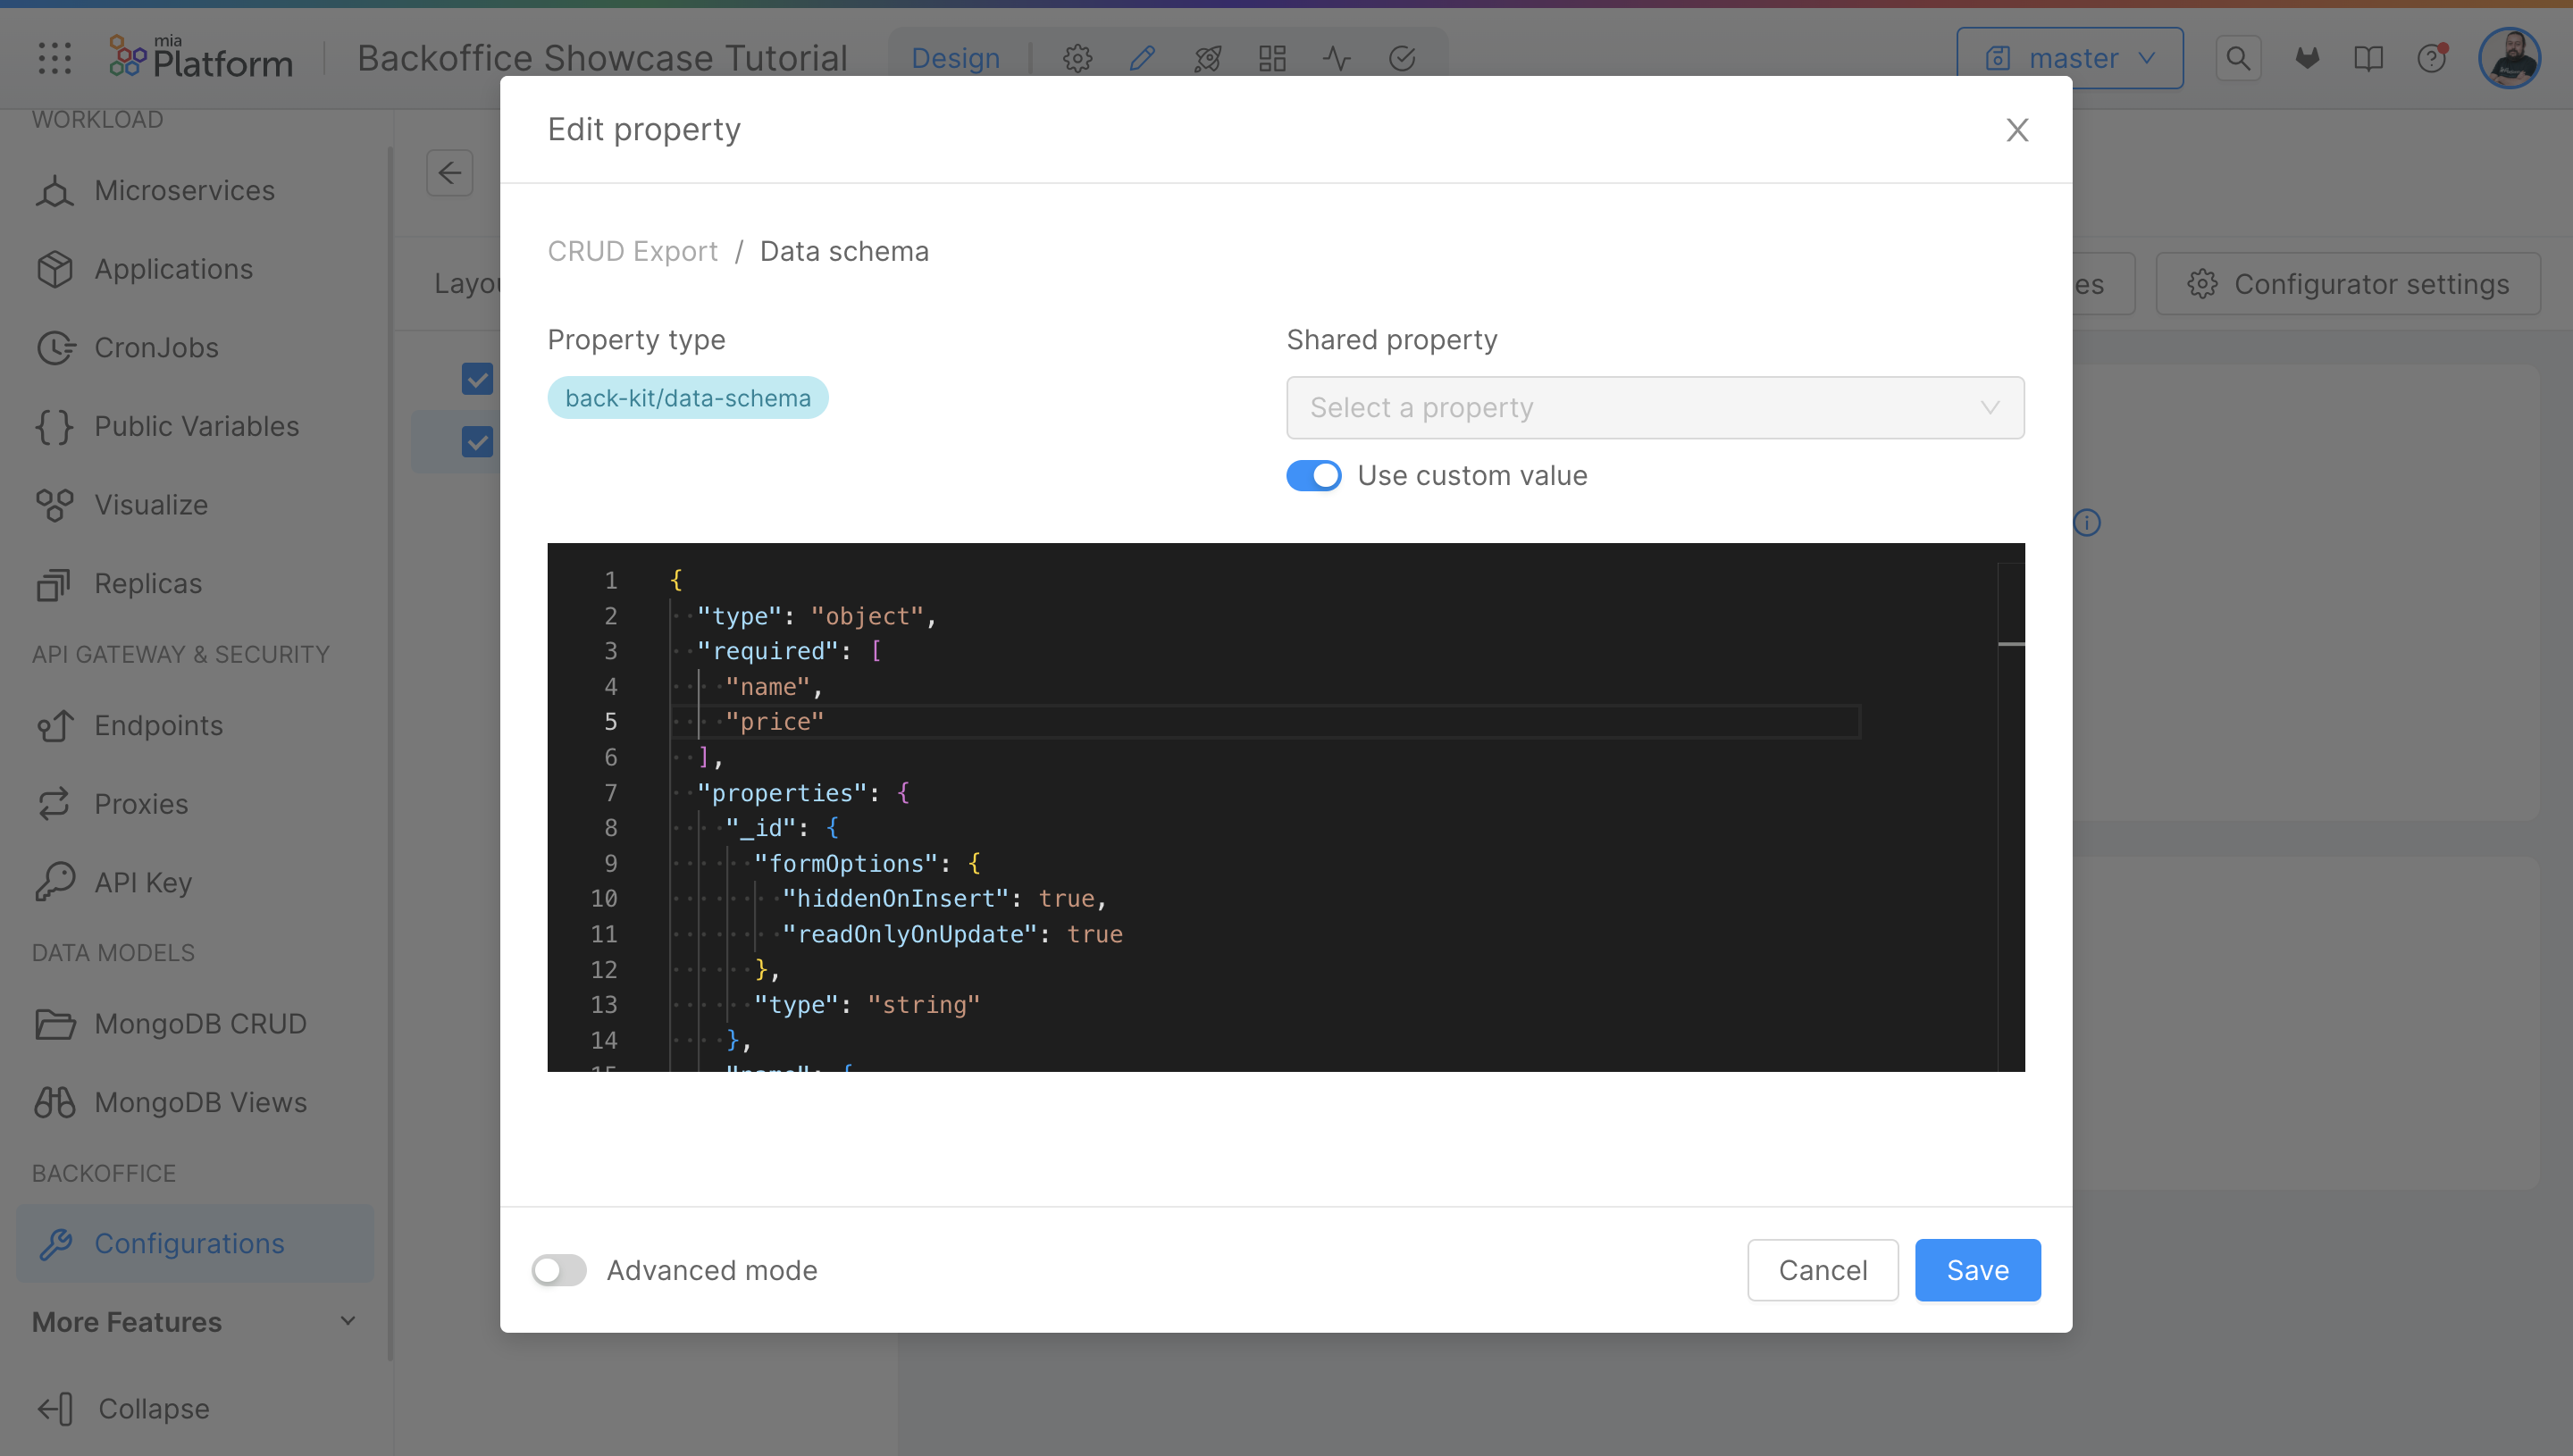 mia
Platform
Backoffice Showcase Tutorial
Design
master
WORKLOAD
Microservices
Applications
CronJobs
Public Variables
Visualize
Replicas
API GATEWAY & SECURITY
Endpoints
Proxies
API Key
DATA MODELS
MongoDB CRUD
MongoDB Views
BACKOFFICE
Configurations
More Features
Collapse
Configurator settings
Edit property
CRUD Export / Data schema
Property type
back-kit/data-schema
Shared property
Select a property
Use custom value
1 {
2 "type": "object",
3 "required": [
4 "name",
5 "price"
6 ],
7 "properties": {
8 "_id": {
9 "formOptions": {
10 "hiddenOnInsert": true,
11 "readOnlyOnUpdate": true
12 },
13 "type": "string"
14 },
Advanced mode
Cancel
Save